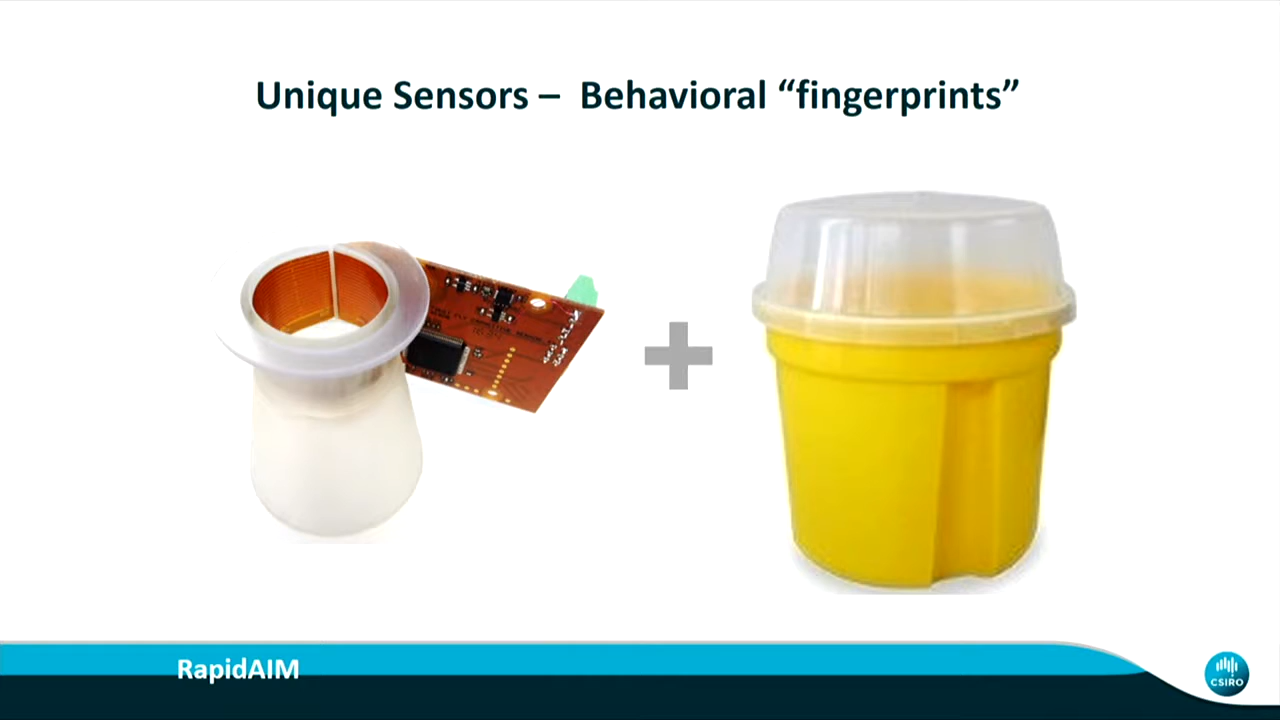 Unique Sensors – Behavioral “fingerprints”
RapidAIM
CSIRO